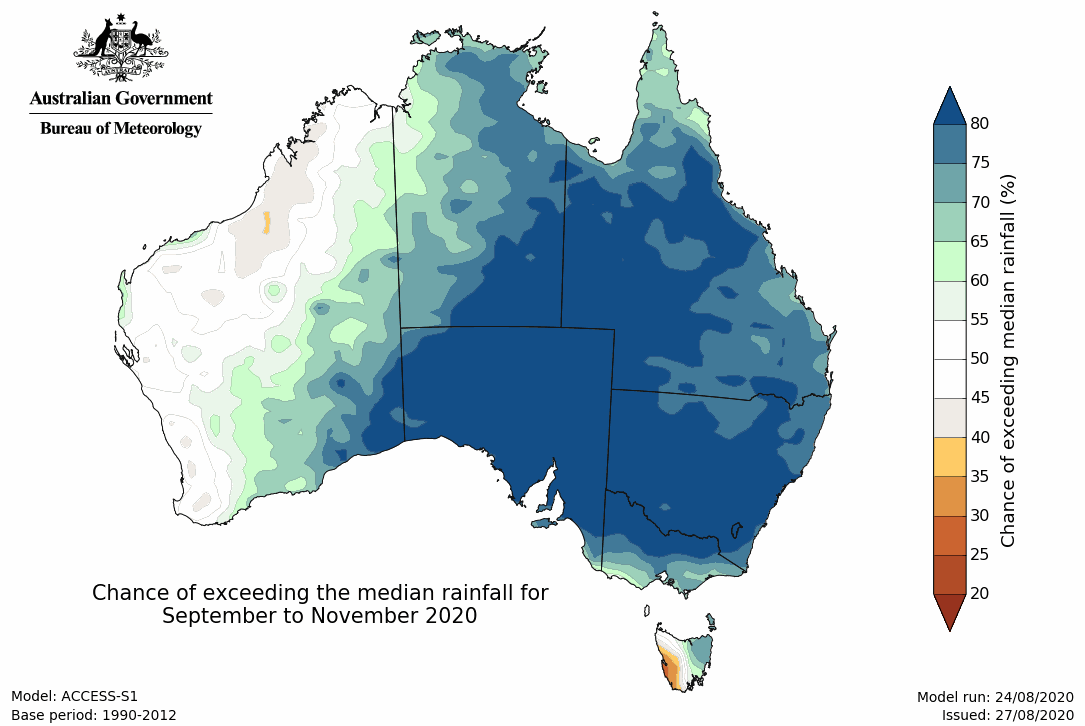 Australian Government
Bureau of Meteorology
80
75
70
65
60
55
50
45
40
35
30
25
20
Chance of exceeding median rainfall (%)
Chance of exceeding the median rainfall for
September to November 2020
Model: ACCESS-S1
Base period: 1990-2012
Model run: 24/08/2020
Issued: 27/08/2020